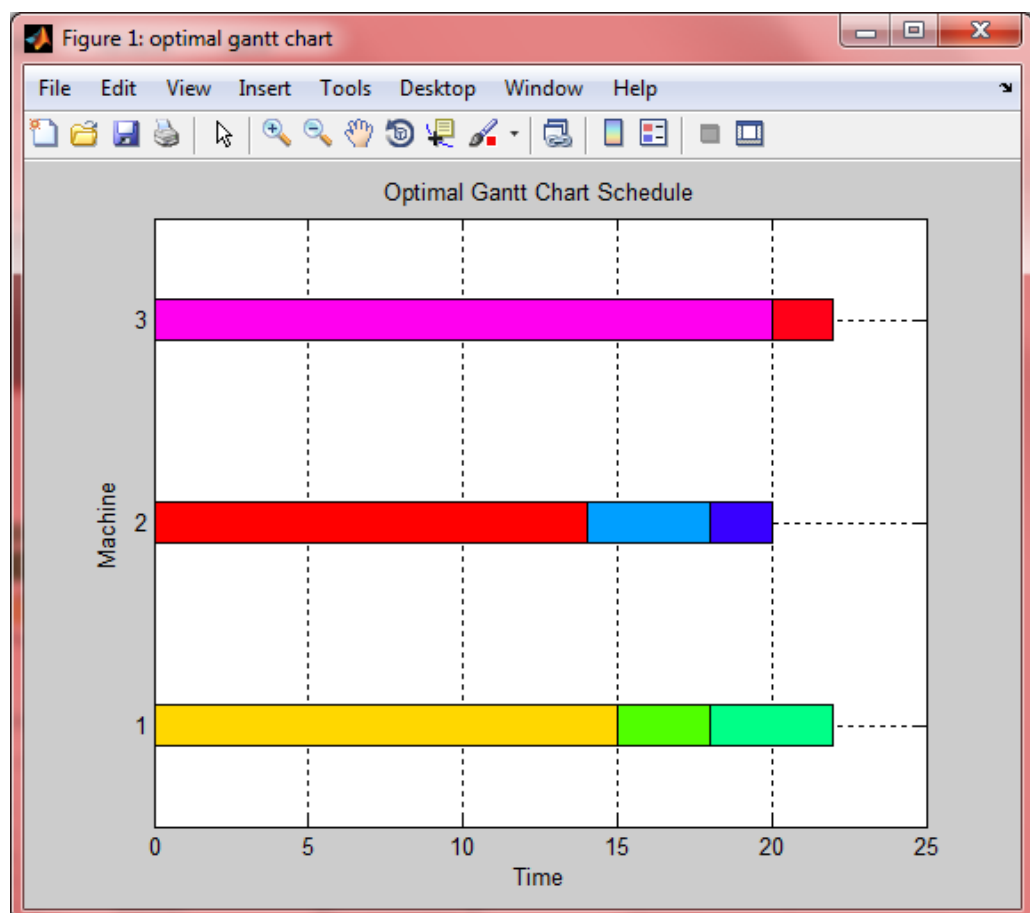 Figure 1: optimal gantt chart
File Edit View Insert Tools Desktop Window Help
Optimal Gantt Chart Schedule
3
Machine
2
1
0 5 10 15 20 25
Time